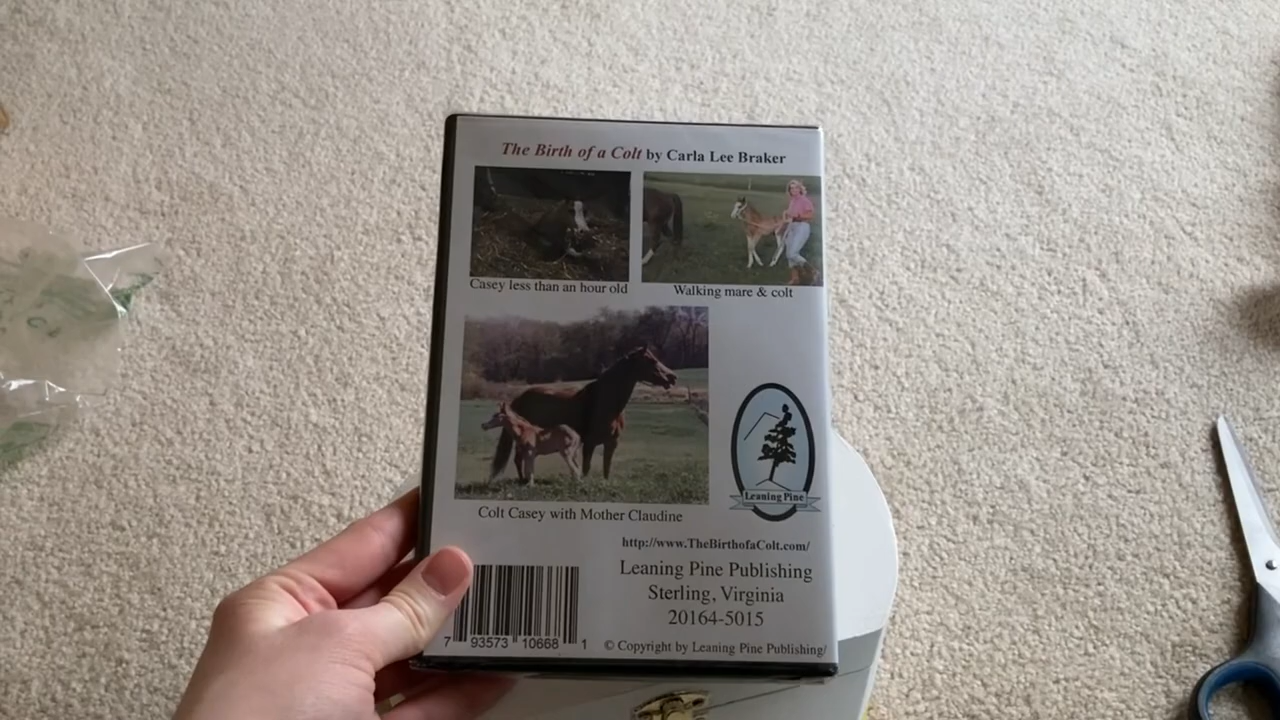 The Birth of a Colt by Carla Lee Braker
Casey less than an hour old
Walking mare & colt
Colt Casey with Mother Claudine
Leaning Pine
http://www.TheBirthofaColt.com/
Leaning Pine Publishing
Sterling, Virginia
20164-5015
7 93573 10668 1
© Copyright by Leaning Pine Publishing/